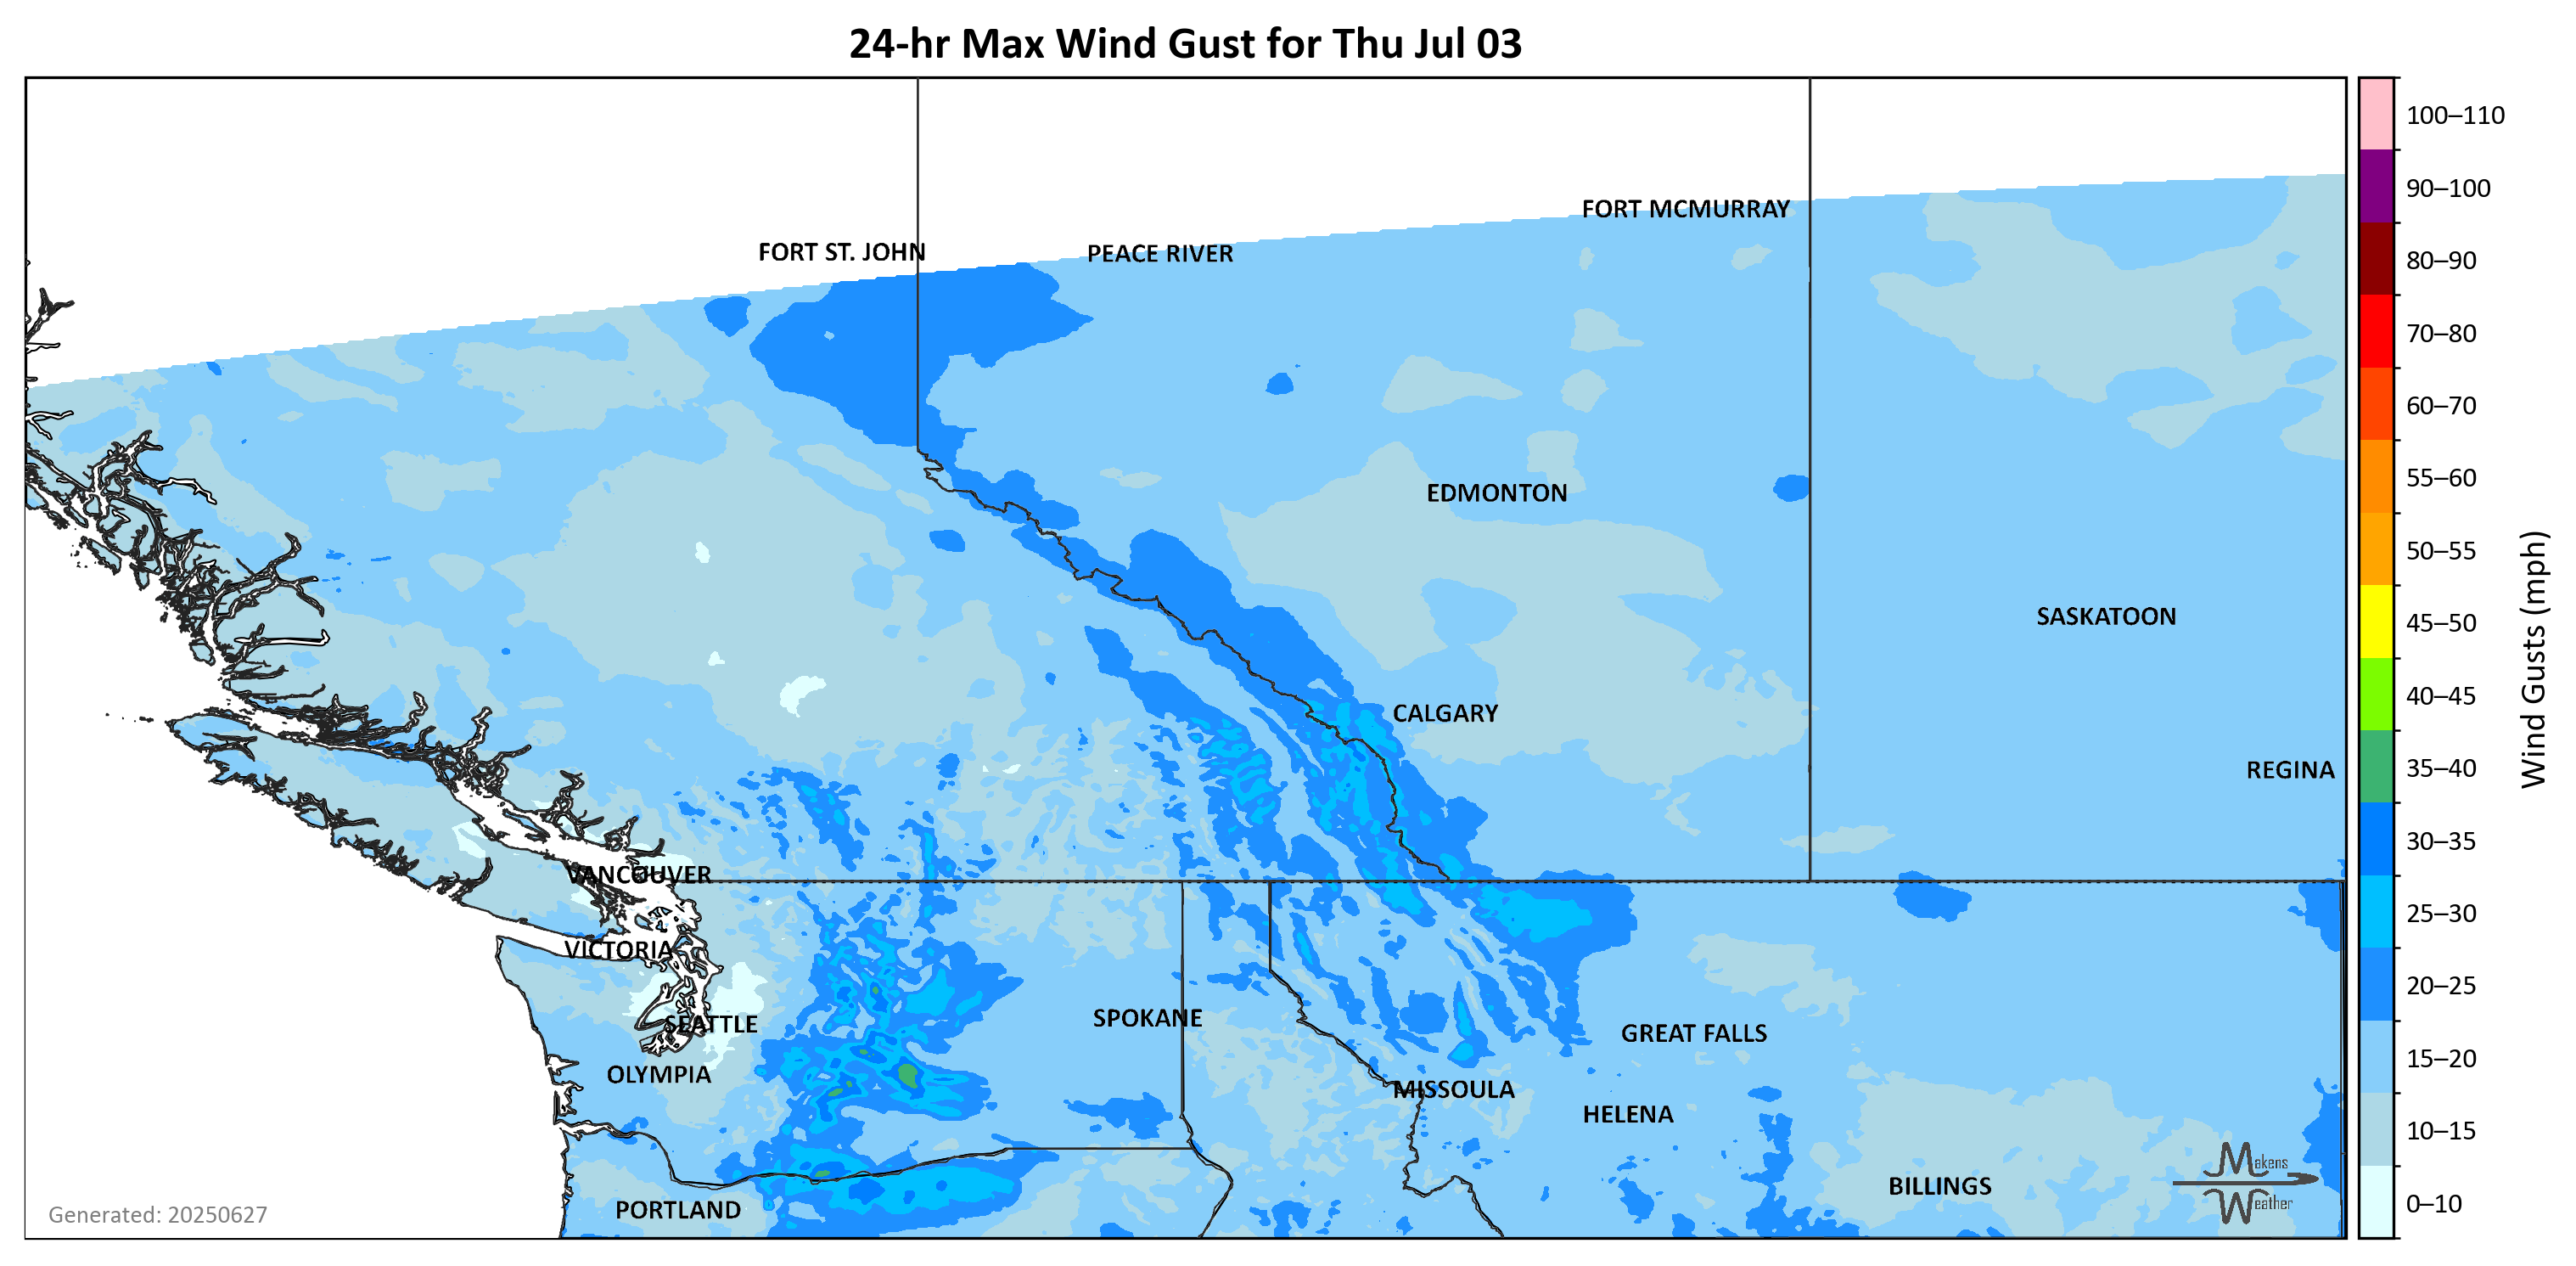 24-hr Max Wind Gust for Thu Jul 03
100–110
90–100
80–90
70–80
60–70
55–60
50–55
45–50
40–45
35–40
30–35
25–30
20–25
15–20
10–15
0–10
Wind Gusts (mph)
FORT MCMURRAY
FORT ST. JOHN
PEACE RIVER
EDMONTON
SASKATOON
CALGARY
REGINA
VANCOUVER
VICTORIA
SEATTLE
SPOKANE
GREAT FALLS
OLYMPIA
MISSOULA
HELENA
BILLINGS
PORTLAND
Makens
Weather
Generated: 20250627